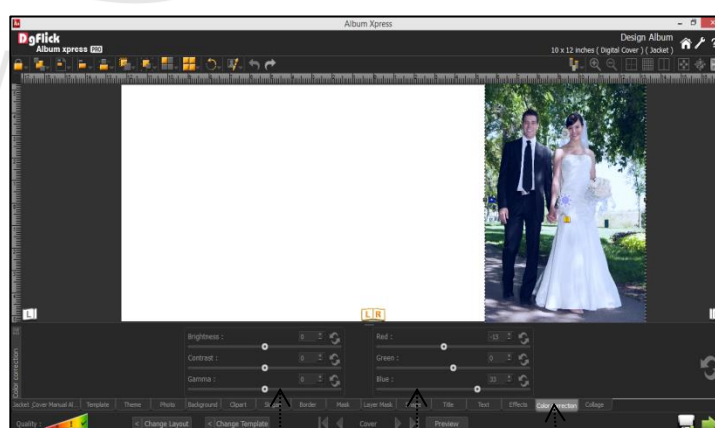 Album Xpress
DgFlick
Album xpress PRO
Design Album
10 x 12 inches ( Digital Cover ) ( Jacket )
L
L R
Brightness : 0
Red : -13
Contrast : 0
Green : 0
Gamma : 0
Blue :
Color correction
Jacket Cover Manual Al.. Template Theme Photo Background Clipart Border Mask Layer Mask Title Text Effects Color Correction Collage
Quality : 1 < Change Layout < Change Template Cover Preview